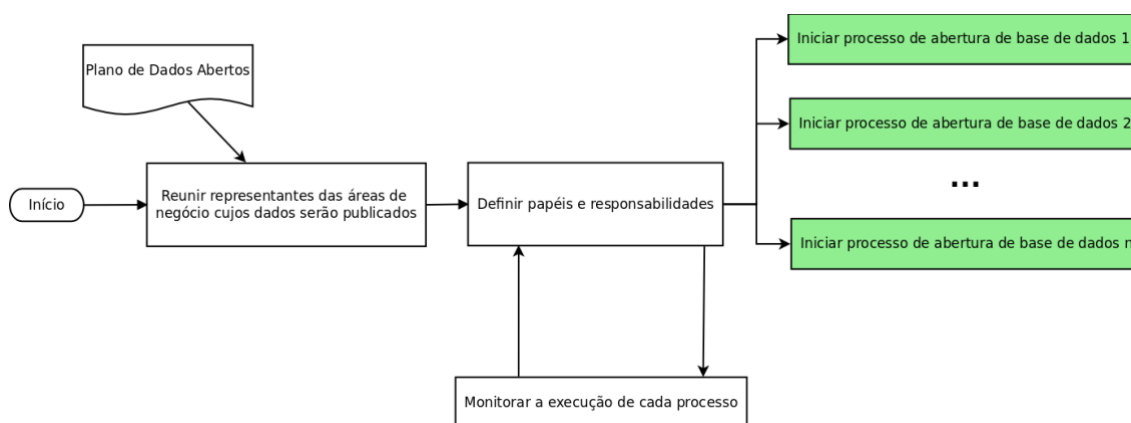 Plano de Dados Abertos
Início
Reunir representantes das áreas de
negócio cujos dados serão publicados
Definir papéis e responsabilidades
Iniciar processo de abertura de base de dados 1
Iniciar processo de abertura de base de dados 2
...
Iniciar processo de abertura de base de dados n
Monitorar a execução de cada processo